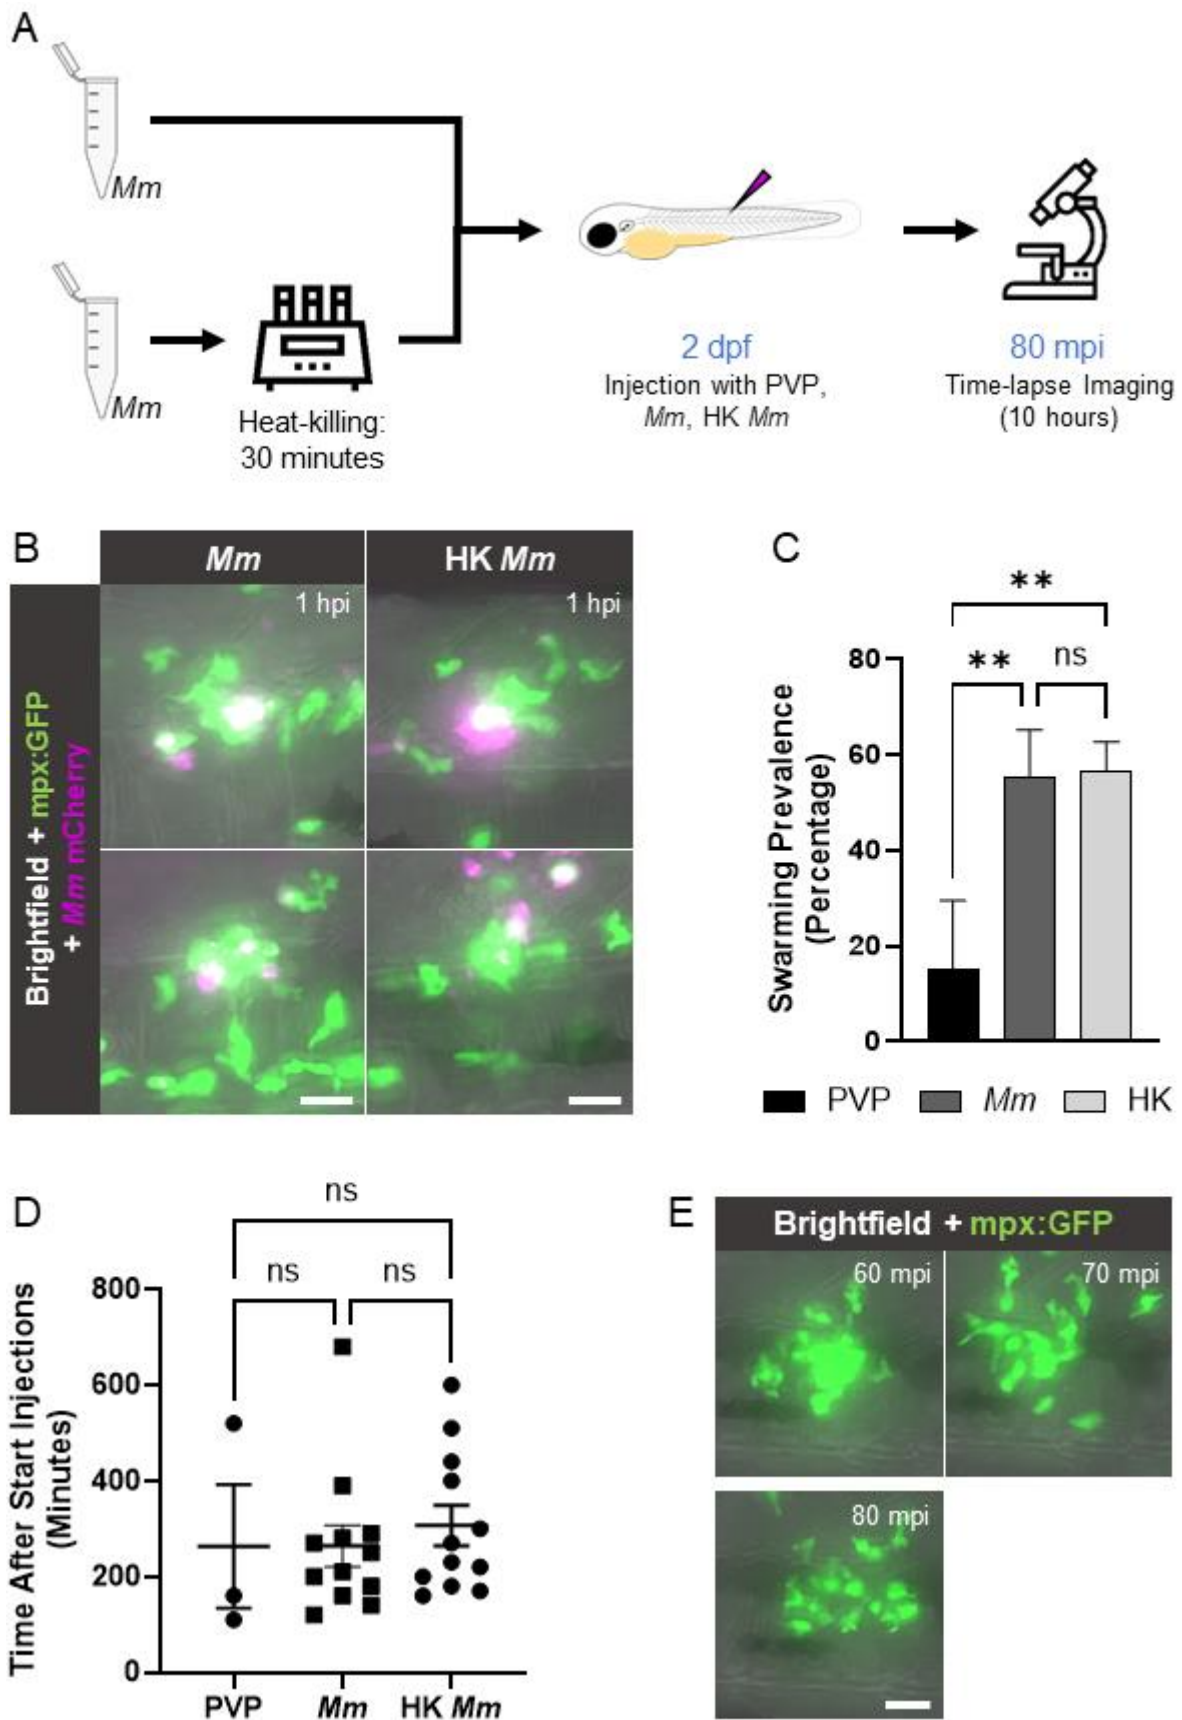 A
Mm
Mm
Heat-killing:
30 minutes
2 dpf
Injection with PVP,
Mm, HK Mm
80 mpi
Time-lapse Imaging
(10 hours)
B
Mm
HK Mm
1 hpi
1 hpi
Brightfield + mpx:GFP
+ Mm mCherry
C
**
**
ns
Swarming Prevalence
(Percentage)
80
60
40
20
0
PVP
Mm
HK
D
ns
ns
ns
Time After Start Injections
(Minutes)
800
600
400
200
0
PVP
Mm
HK Mm
E
Brightfield + mpx:GFP
60 mpi
70 mpi
80 mpi